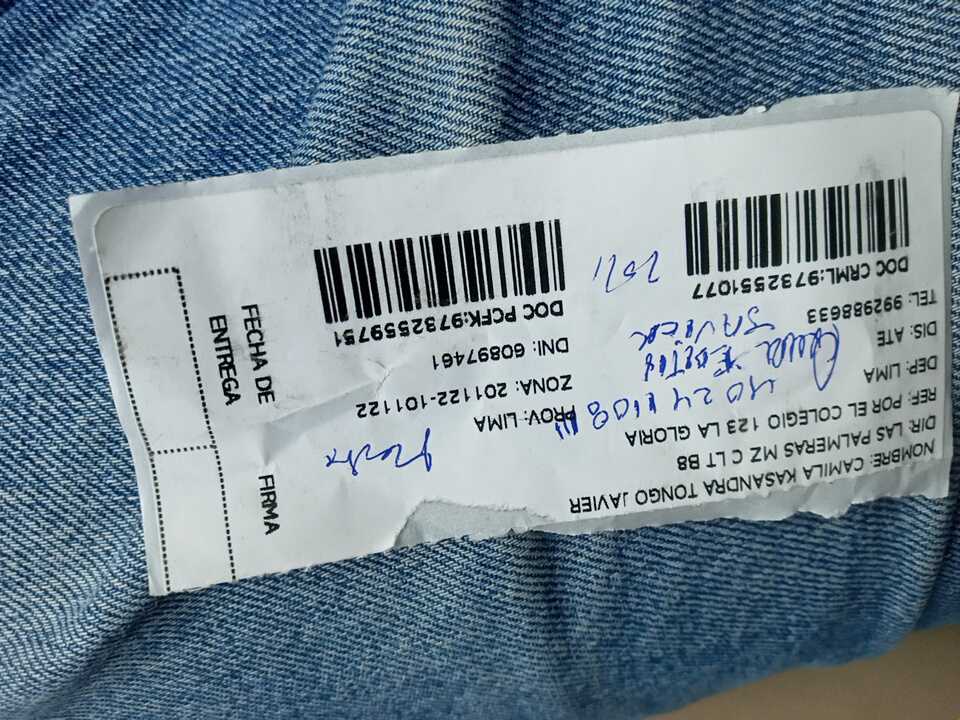 NOMBRE: CAMILA KASANDRA TONGO JAVIER
DIR: LAS PALMERAS MZ C LT B8
REF: POR EL COLEGIO 123 LA GLORIA
DEP: LIMA PROV: LIMA
DIS: ATE ZONA: 201122-101122
TEL: 992988633 DNI: 60897461
DOC CRML:97325551077 DOC PCFK:9732559751
FECHA DE
ENTREGA
FIRMA